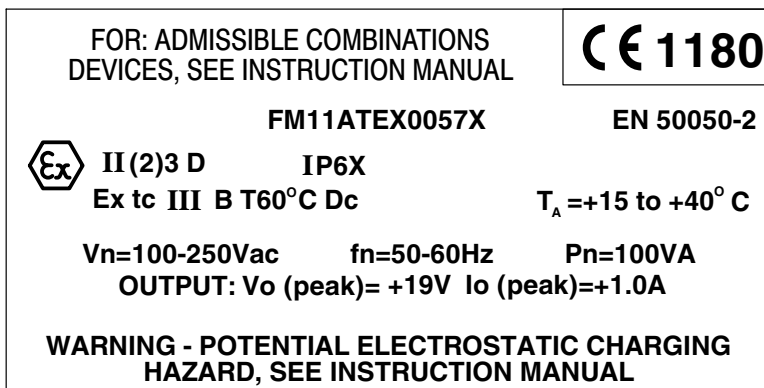 FOR: ADMISSIBLE COMBINATIONS
DEVICES, SEE INSTRUCTION MANUAL
CE 1180
FM11ATEX0057X EN 50050-2
Ex II (2)3 D IP6X
Ex tc III B T60°C Dc TA =+15 to +40° C
Vn=100-250Vac fn=50-60Hz Pn=100VA
OUTPUT: Vo (peak)= +19V Io (peak)=+1.0A
WARNING - POTENTIAL ELECTROSTATIC CHARGING
HAZARD, SEE INSTRUCTION MANUAL